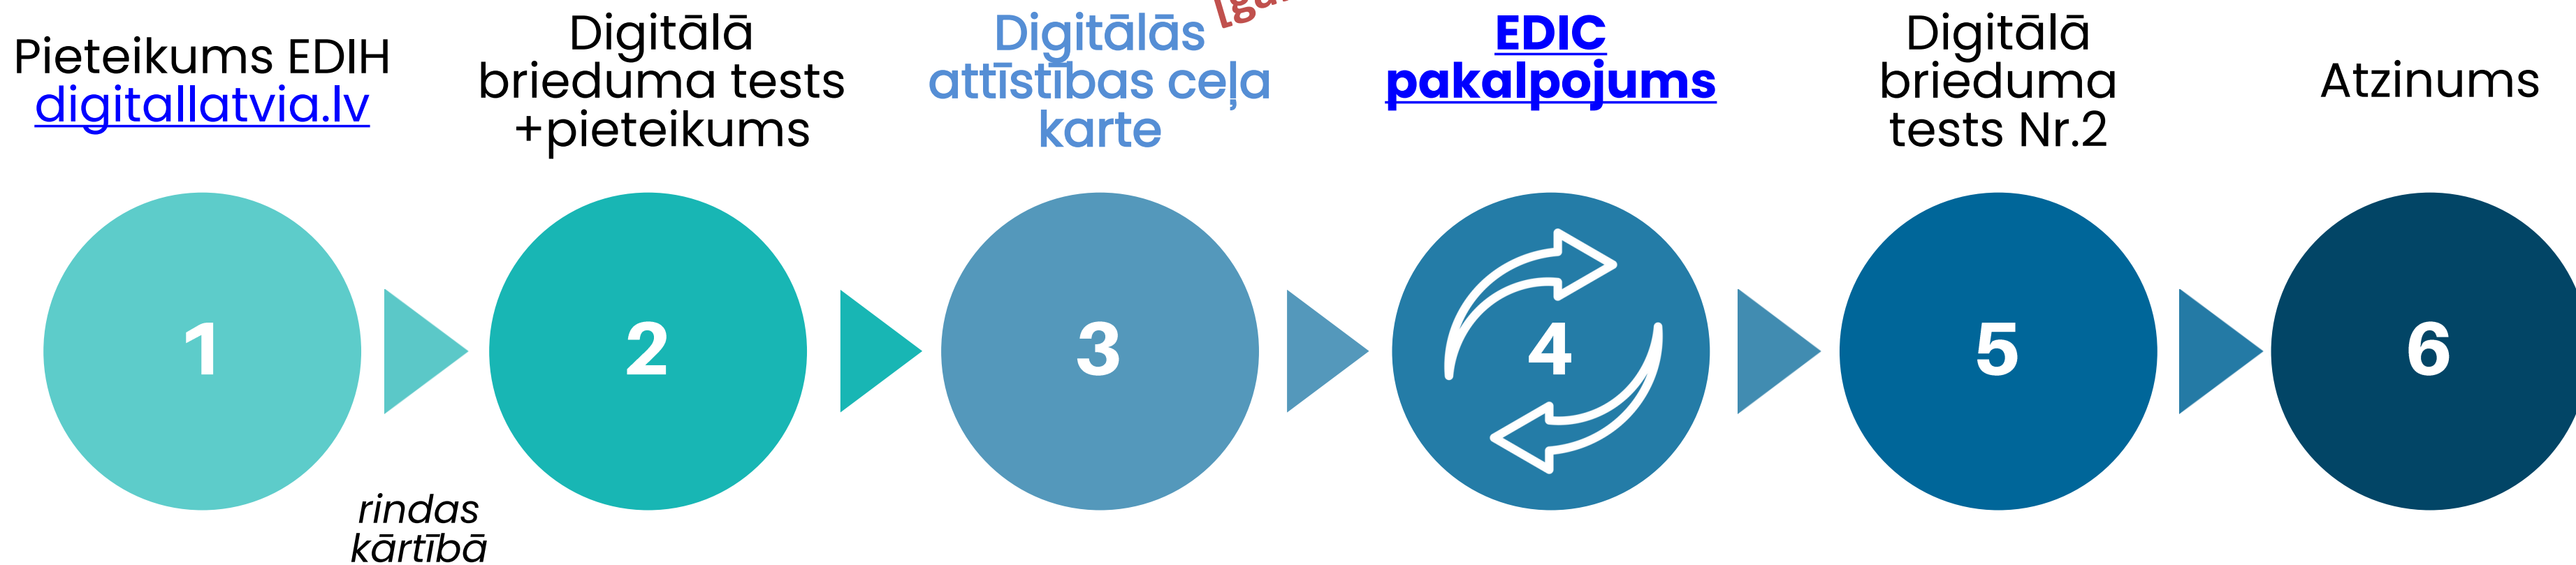 Pieteikums EDIH
digitallatvia.lv
Digitālā
brieduma tests
+pieteikums
Digitālās
attīstības ceļa
karte
EDIC
pakalpojums
Digitālā
brieduma
tests Nr.2
Atzinums
1
2
3
4
5
6
rindas
kārtībā